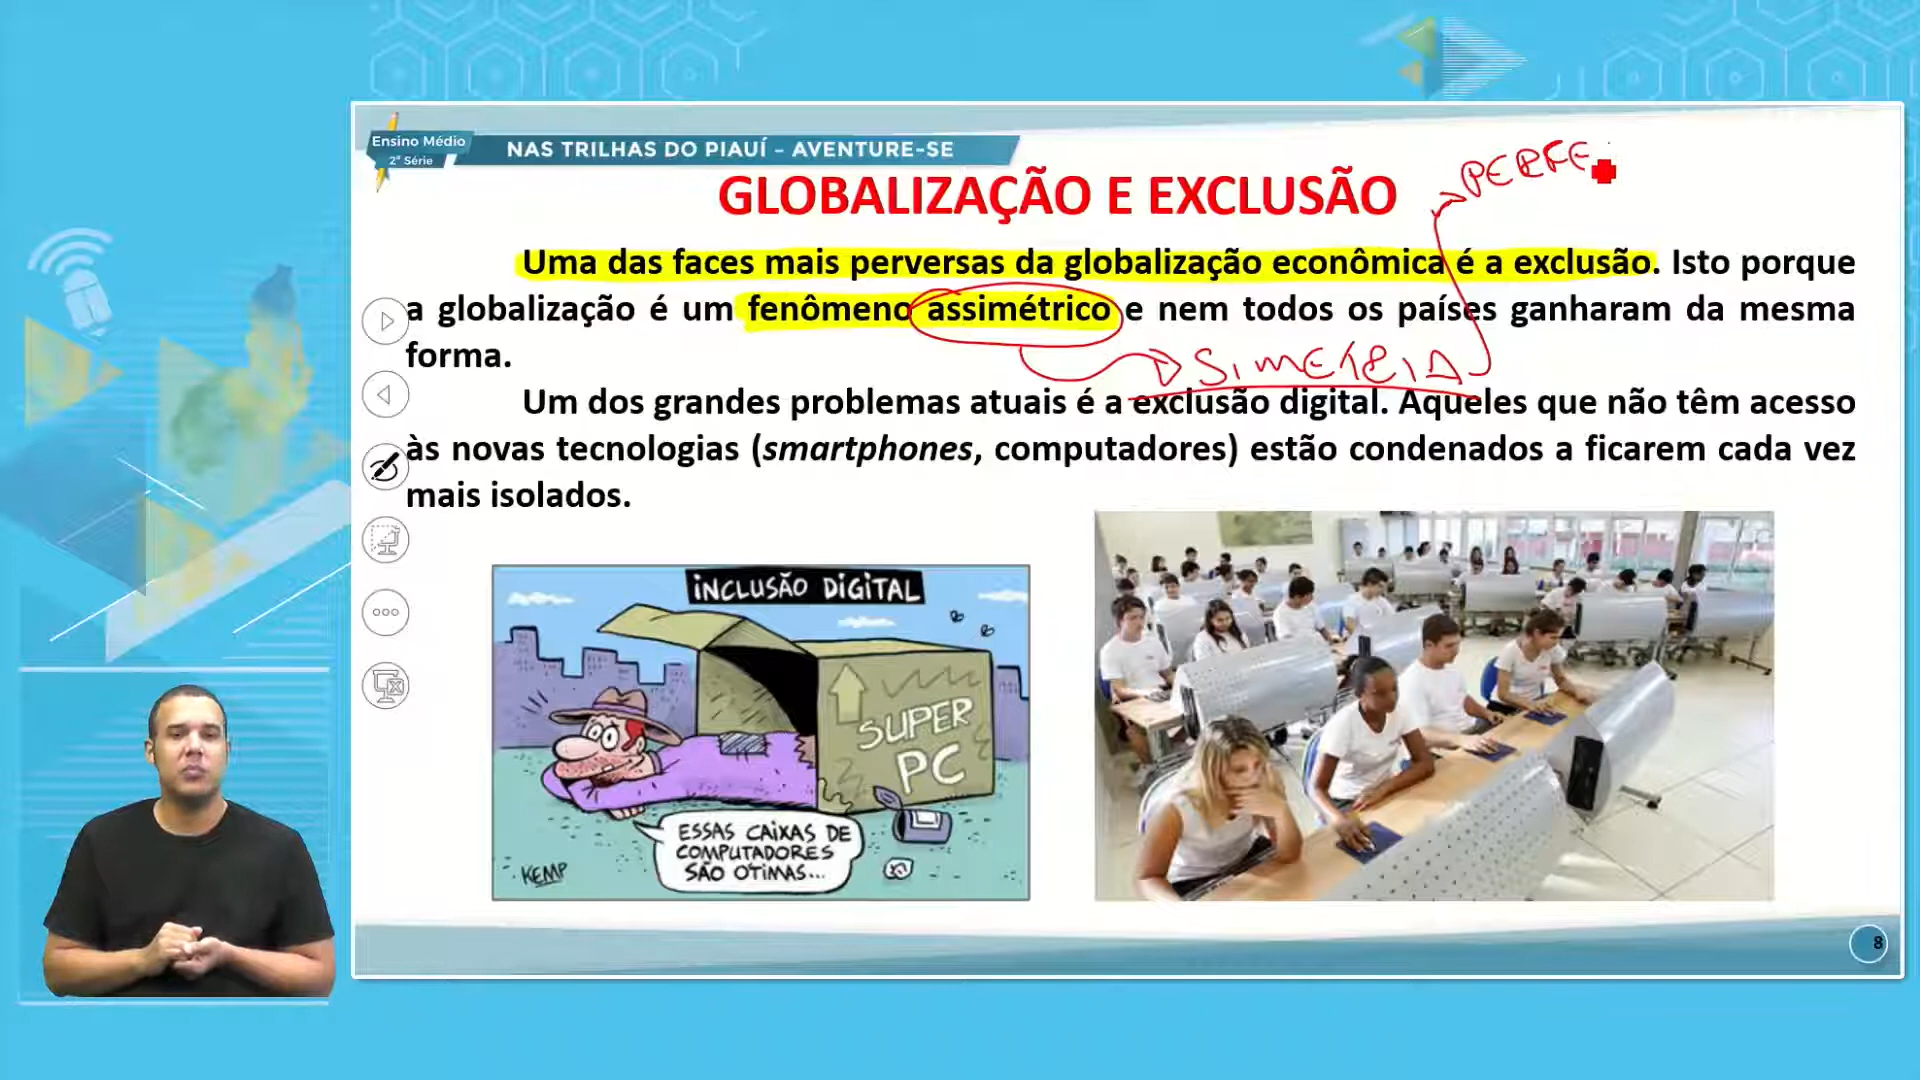 Ensino Médio
2ª Série
NAS TRILHAS DO PIAUÍ – AVENTURE-SE
PERFE
GLOBALIZAÇÃO E EXCLUSÃO
Uma das faces mais perversas da globalização econômica é a exclusão. Isto porque
a globalização é um fenômeno assimétrico e nem todos os países ganharam da mesma
forma.
SIMETRIA
Um dos grandes problemas atuais é a exclusão digital. Aqueles que não têm acesso
às novas tecnologias (smartphones, computadores) estão condenados a ficarem cada vez
mais isolados.
INCLUSÃO DIGITAL
SUPER
PC
ESSAS CAIXAS DE
COMPUTADORES
SÃO OTIMAS...
KEMP
8